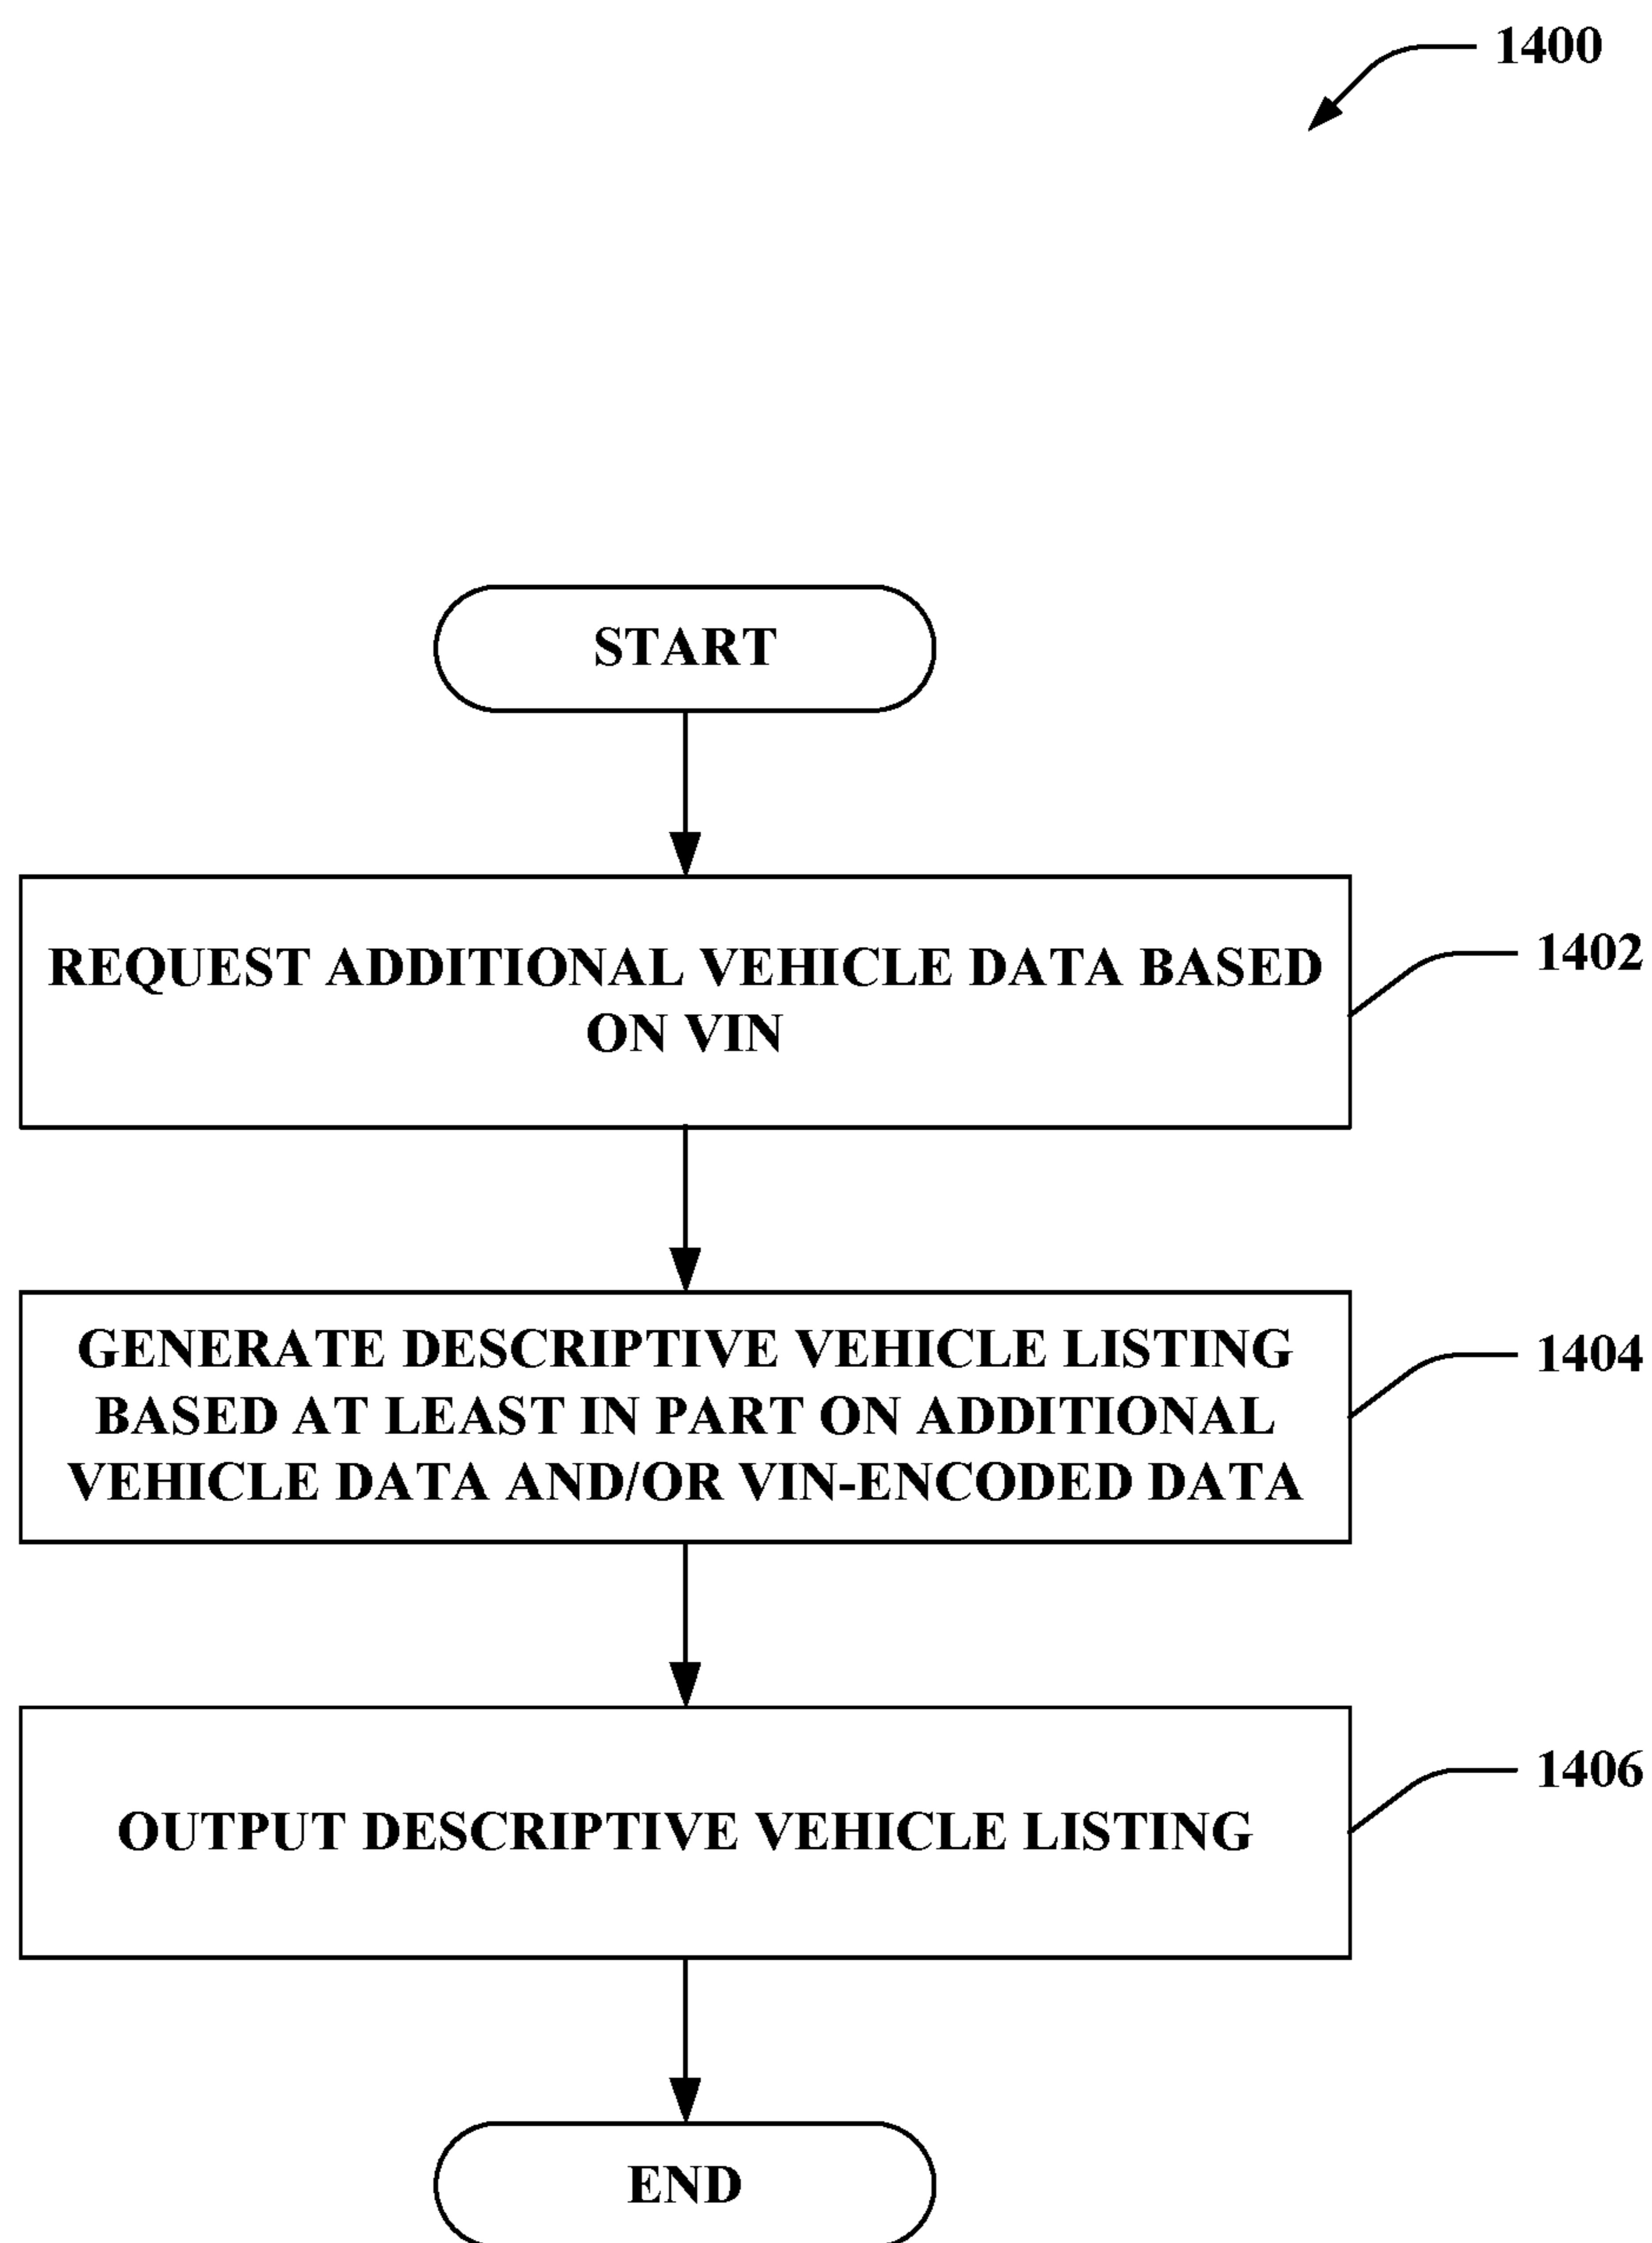 1400
START
REQUEST ADDITIONAL VEHICLE DATA BASED
ON VIN
1402
GENERATE DESCRIPTIVE VEHICLE LISTING
BASED AT LEAST IN PART ON ADDITIONAL
VEHICLE DATA AND/OR VIN-ENCODED DATA
1404
OUTPUT DESCRIPTIVE VEHICLE LISTING
1406
END